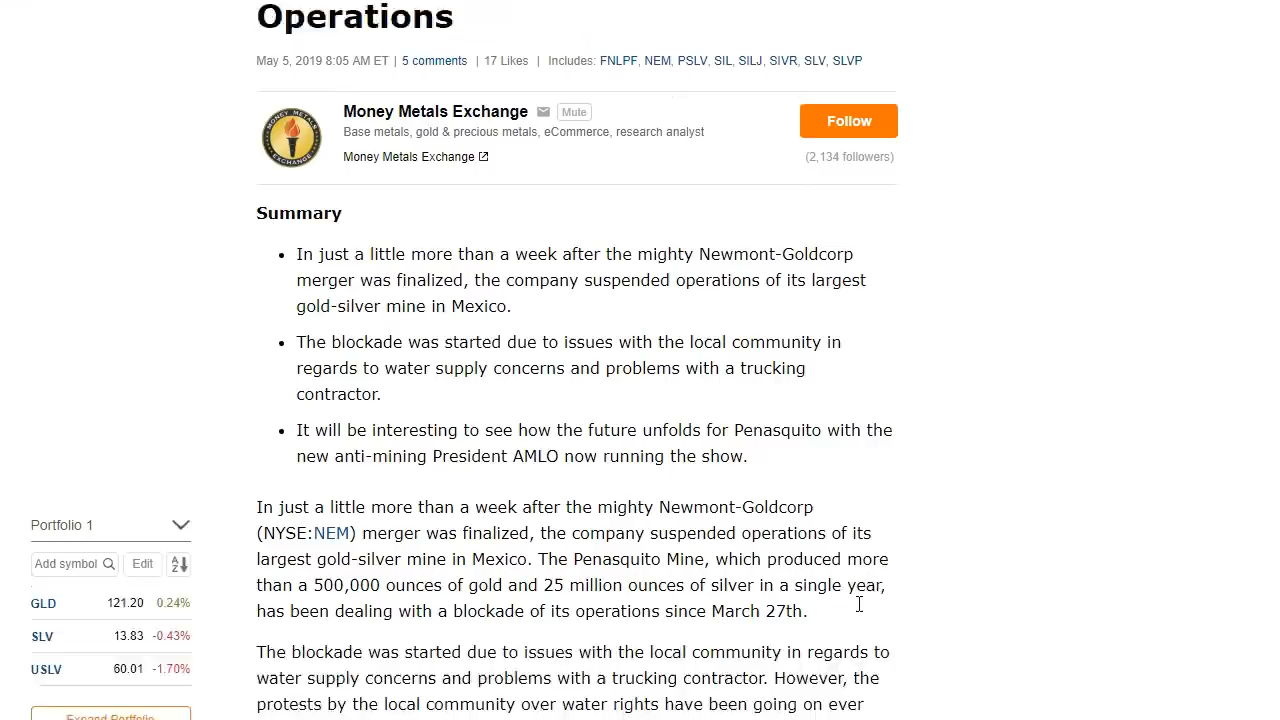 Operations
May 5, 2019 8:05 AM ET | 5 comments | 17 Likes | Includes: FNLPF, NEM, PSLV, SIL, SILJ, SIVR, SLV, SLVP
MONEY METALS EXCHANGE
Money Metals Exchange Mute
Base metals, gold & precious metals, eCommerce, research analyst
Money Metals Exchange
Follow
(2,134 followers)
Summary
• In just a little more than a week after the mighty Newmont-Goldcorp
merger was finalized, the company suspended operations of its largest
gold-silver mine in Mexico.
• The blockade was started due to issues with the local community in
regards to water supply concerns and problems with a trucking
contractor.
• It will be interesting to see how the future unfolds for Penasquito with the
new anti-mining President AMLO now running the show.
In just a little more than a week after the mighty Newmont-Goldcorp
(NYSE:NEM) merger was finalized, the company suspended operations of its
largest gold-silver mine in Mexico. The Penasquito Mine, which produced more
than a 500,000 ounces of gold and 25 million ounces of silver in a single year,
has been dealing with a blockade of its operations since March 27th.
The blockade was started due to issues with the local community in regards to
water supply concerns and problems with a trucking contractor. However, the
protests by the local community over water rights have been going on ever
Portfolio 1
Add symbol Edit A Z
GLD 121.20 0.24%
SLV 13.83 -0.43%
USLV 60.01 -1.70%
Expand Portfolio